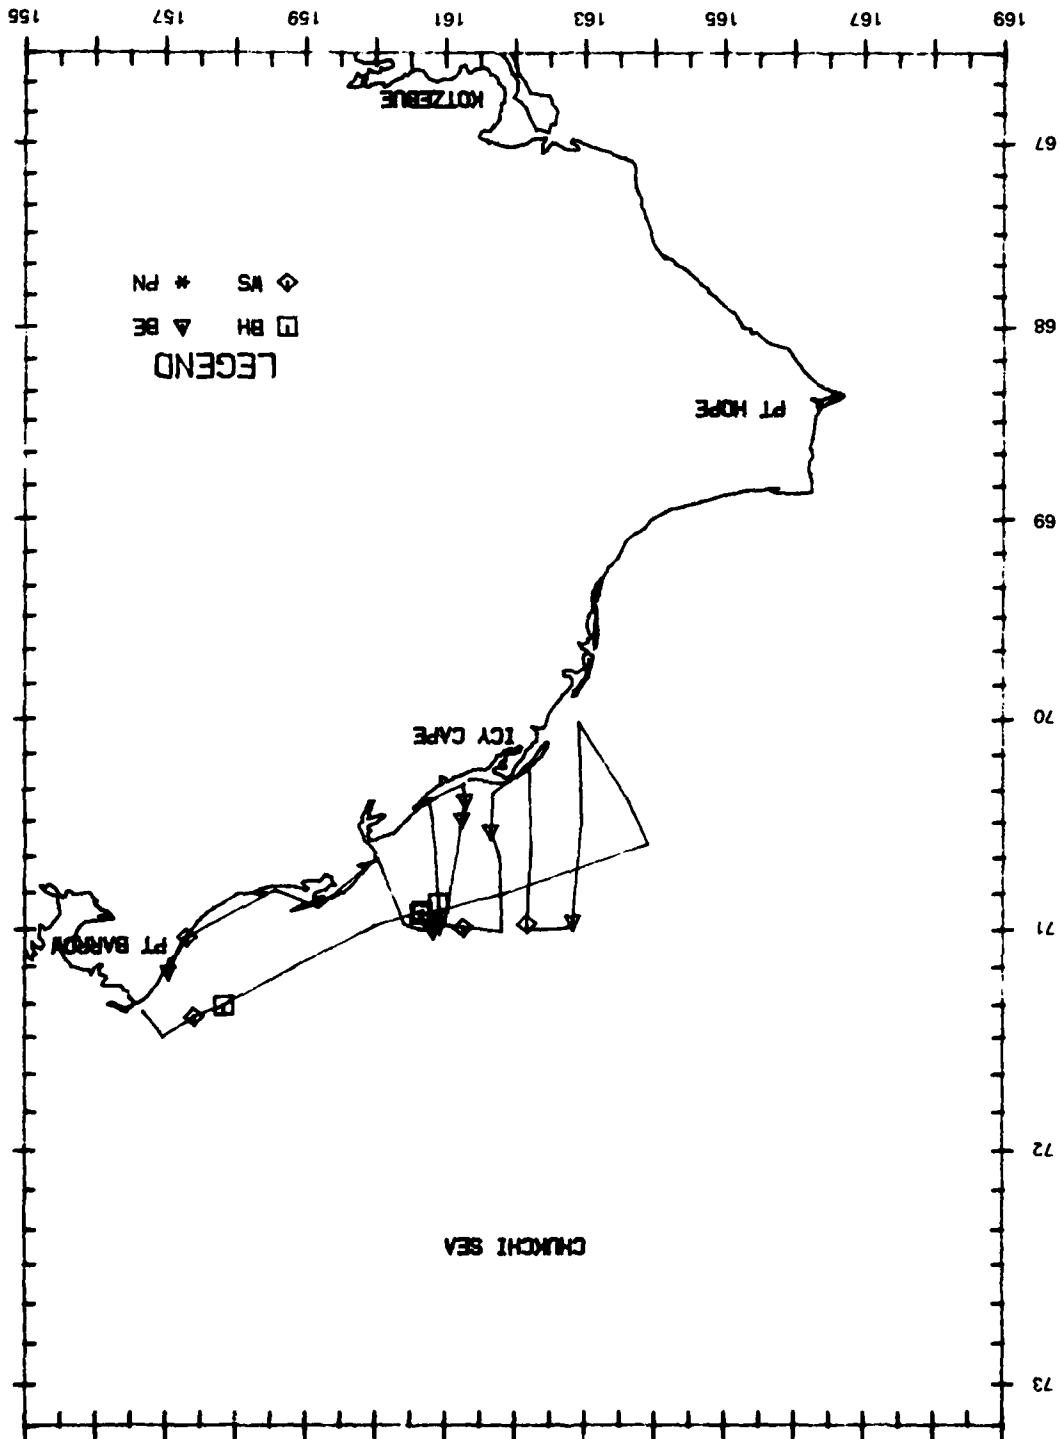 73
CHUKCHI SEA
72
PT BARROW
71
ICY CAPE
70
69
PT HOPE
LEGEND
68
BH BE
WS * PN
67
KOTZEBUE
169 167 165 163 161 159 157 155